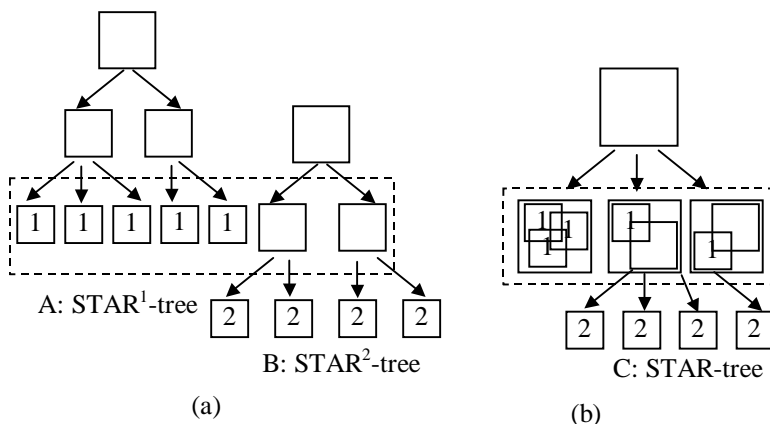 1 1 1 1 1
A: STAR¹-tree
2 2 2 2
B: STAR²-tree
(a)
1 1 1 1 1
2 2 2 2
C: STAR-tree
(b)